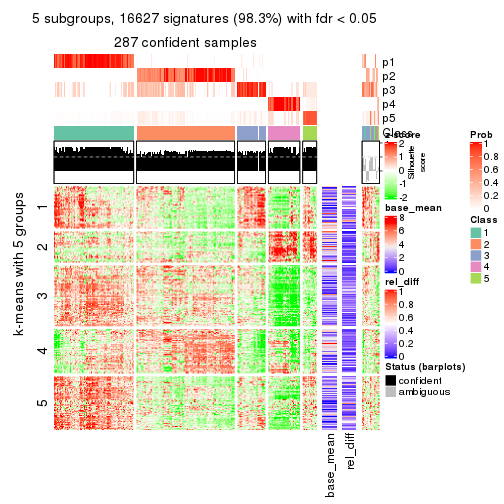 5 subgroups, 16627 signatures (98.3%) with fdr < 0.05
287 confident samples
p1
p2
p3
p4
p5
Class
Silhouette
score
k-means with 5 groups
1
2
3
4
5
base_mean
rel_diff
z-score
2
1
0
-1
-2
base_mean
8
6
4
2
0
rel_diff
1
0.8
0.6
0.4
0.2
0
Status (barplots)
confident
ambiguous
Prob
1
0.8
0.6
0.4
0.2
0
Class
1
2
3
4
5